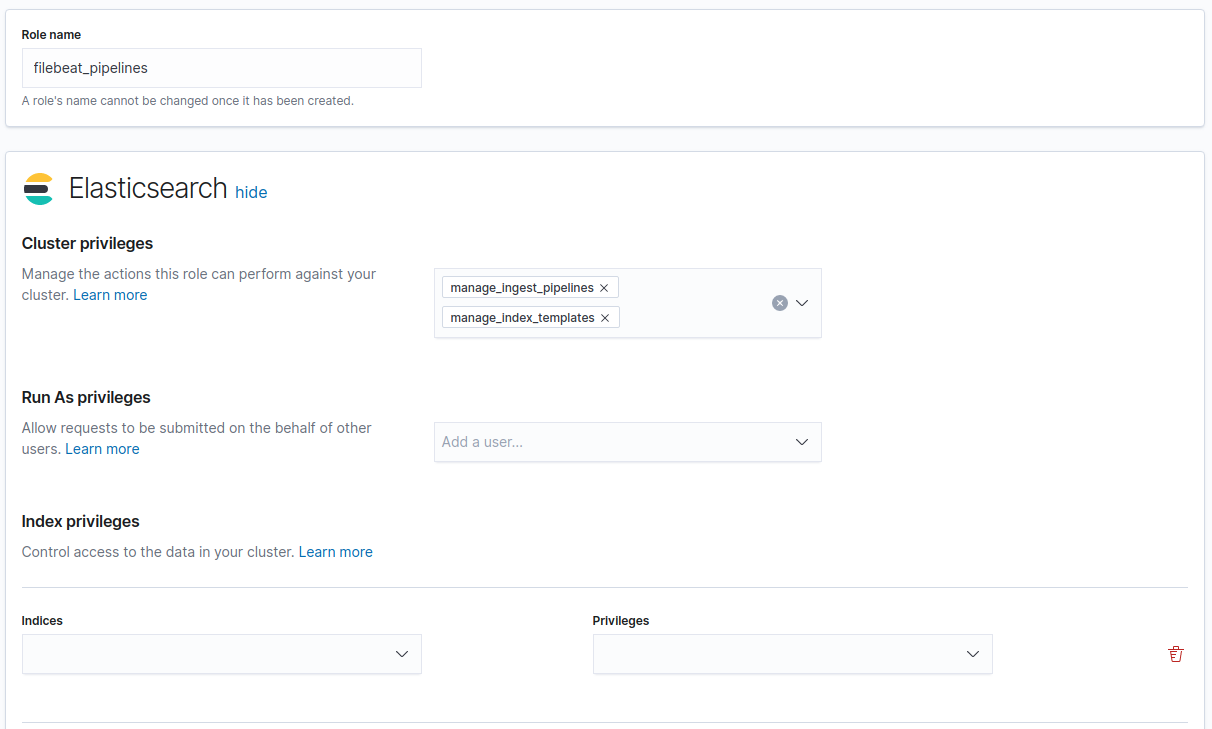 Role name
filebeat_pipelines
A role's name cannot be changed once it has been created.
Elasticsearch hide
Cluster privileges
Manage the actions this role can perform against your
cluster. Learn more
manage_ingest_pipelines
manage_index_templates
Run As privileges
Allow requests to be submitted on the behalf of other
users. Learn more
Add a user...
Index privileges
Control access to the data in your cluster. Learn more
Indices
Privileges